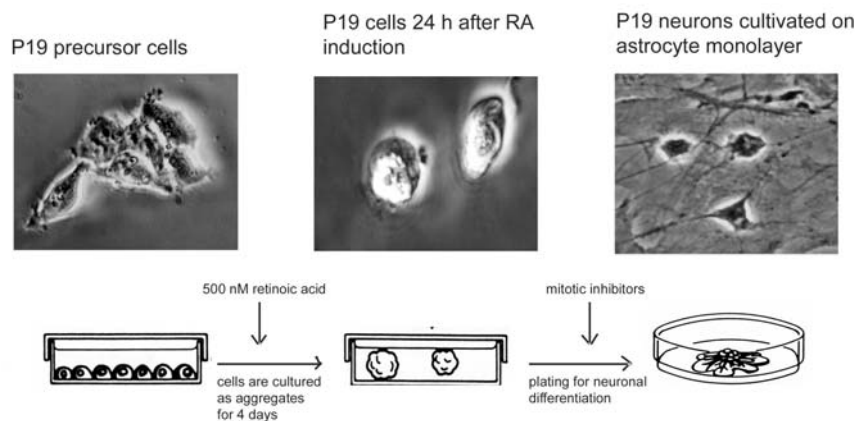 P19 precursor cells
P19 cells 24 h after RA
induction
P19 neurons cultivated on
astrocyte monolayer
500 nM retinoic acid
cells are cultured
as aggregates
for 4 days
mitotic inhibitors
plating for neuronal
differentiation